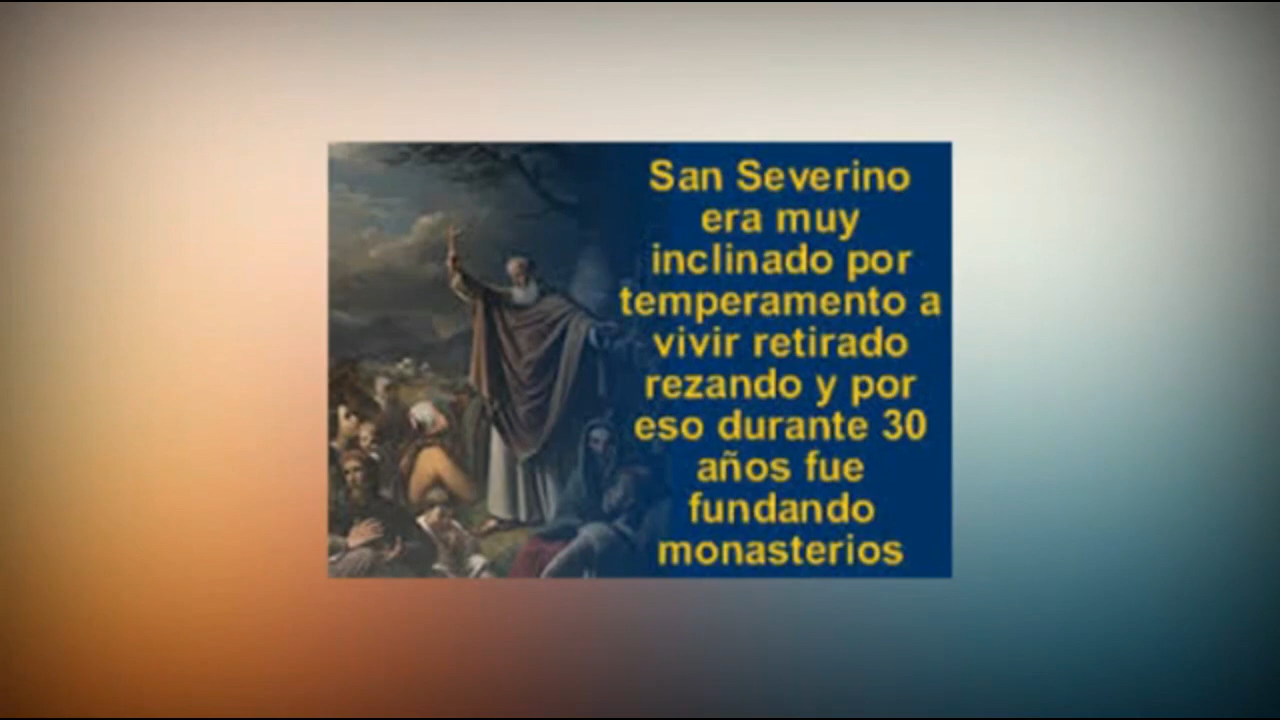 San Severino
era muy
inclinado por
temperamento a
vivir retirado
rezando y por
eso durante 30
años fue
fundando
monasterios